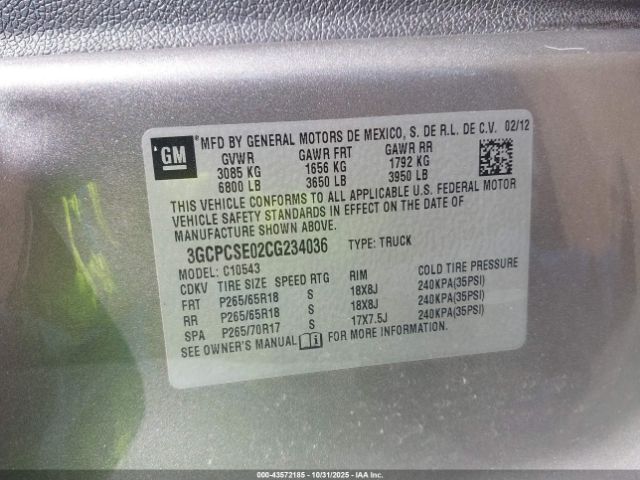 GM
MFD BY GENERAL MOTORS DE MEXICO, S. DE R.L. DE C.V. 02/12
GVWR GAWR FRT GAWR RR
3085 KG 1656 KG 1792 KG
6800 LB 3650 LB 3950 LB
THIS VEHICLE CONFORMS TO ALL APPLICABLE U.S. FEDERAL MOTOR
VEHICLE SAFETY STANDARDS IN EFFECT ON THE DATE OF
MANUFACTURE SHOWN ABOVE.
3GCPCSE02CG234036 TYPE: TRUCK
MODEL: C10543
CDKV TIRE SIZE SPEED RTG RIM COLD TIRE PRESSURE
FRT P265/65R18 S 18X8J 240KPA(35PSI)
RR P265/65R18 S 18X8J 240KPA(35PSI)
SPA P265/70R17 S 17X7.5J 240KPA(35PSI)
SEE OWNER'S MANUAL
000-43572185 - 10/31/2025 - IAA Inc.